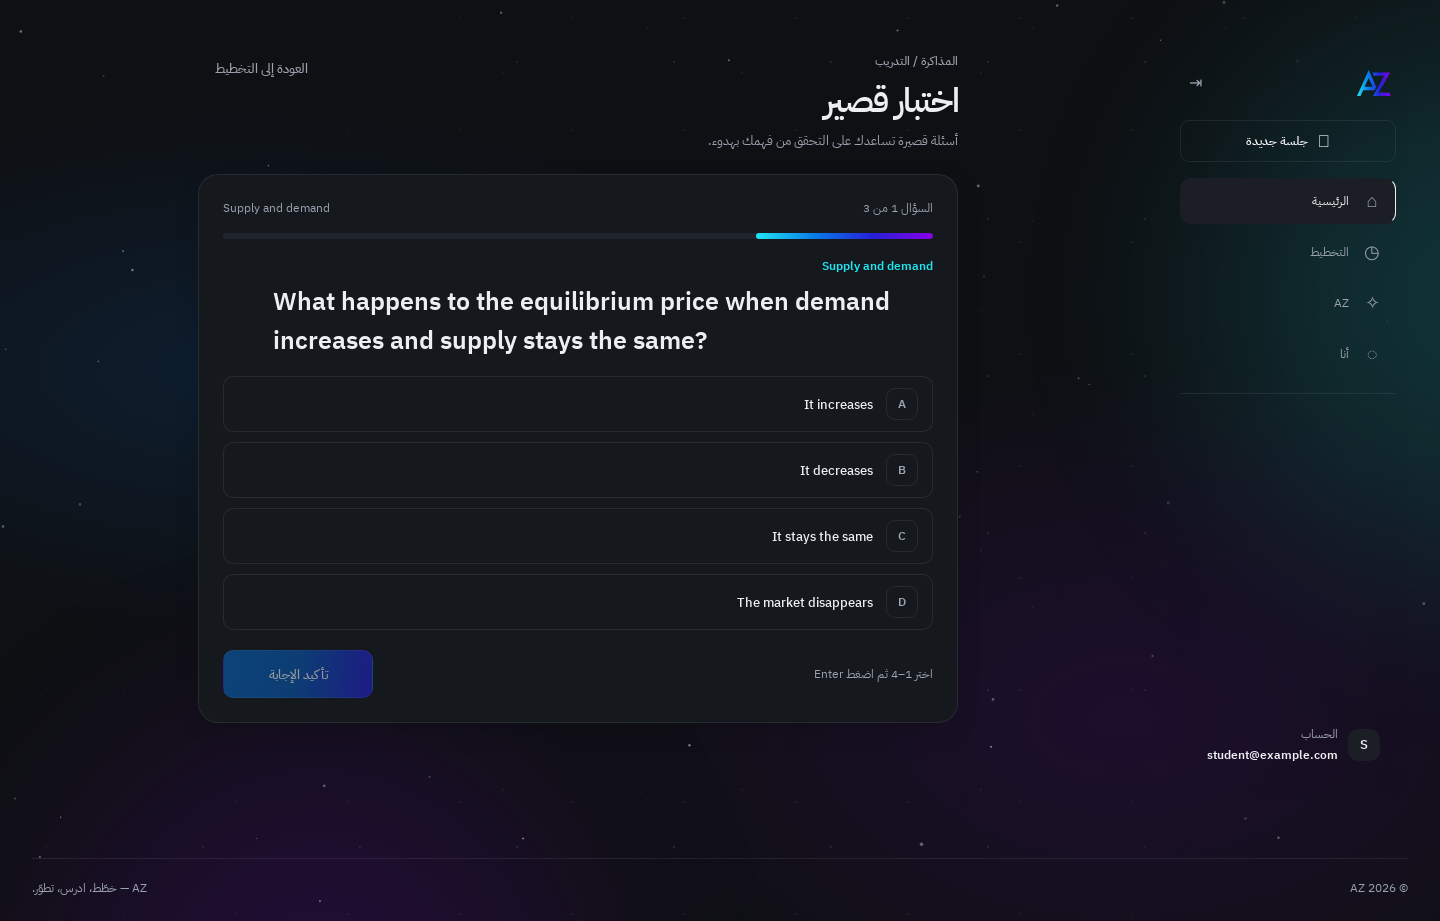 AZ
جلسة جديدة
الرئيسية
التخطيط
AZ
أنا
الحساب
S
student@example.com
المذاكرة / التدريب
اختبار قصير
أسئلة قصيرة تساعدك على التحقق من فهمك بهدوء.
العودة إلى التخطيط
السؤال 1 من 3
Supply and demand
Supply and demand
What happens to the equilibrium price when demand
increases and supply stays the same?
A It increases
B It decreases
C It stays the same
D The market disappears
اختر 1–4 ثم اضغط Enter
تأكيد الإجابة
© 2026 AZ
AZ — خطّط، ادرس، تطوّر.